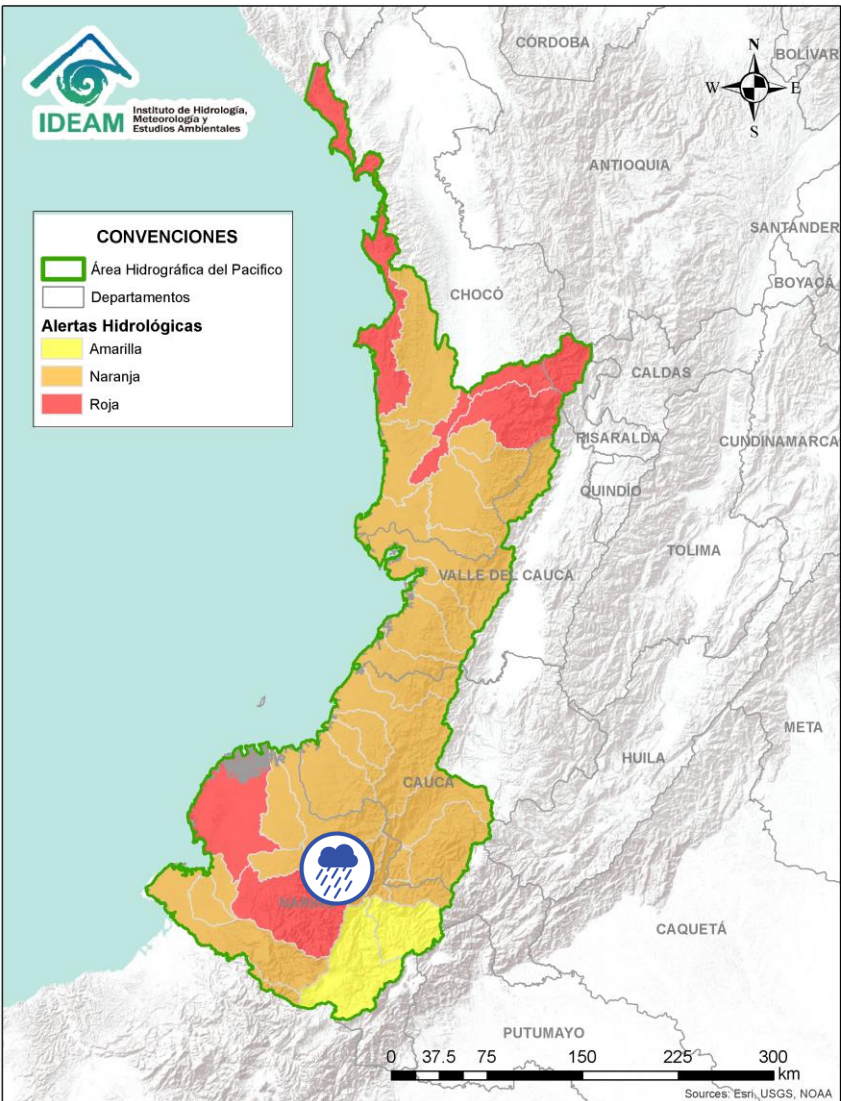 IDEAM
Instituto de Hidrología,
Meteorología y
Estudios Ambientales
N
W
E
S
CÓRDOBA
BOLIVAR
ANTIOQUIA
SANTANDER
BOYACÁ
CHOCÓ
CALDAS
RISARALDA
CUNDINAMARCA
QUINDÍO
TOLIMA
VALLE DEL CAUCA
META
HUILA
CAUCA
CAQUETÁ
PUTUMAYO
CONVENCIONES
Área Hidrográfica del Pacifico
Departamentos
Alertas Hidrológicas
Amarilla
Naranja
Roja
0 37.5 75 150 225 300
km
Sources: Esri, USGS, NOAA